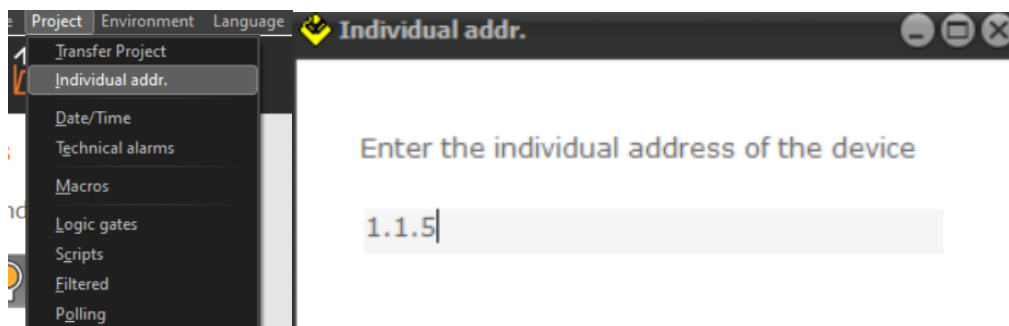 Project Environment Language
Transfer Project
Individual addr.
Date/Time
Technical alarms
Macros
Logic gates
Scripts
Filtered
Polling
Individual addr.
Enter the individual address of the device
1.1.5